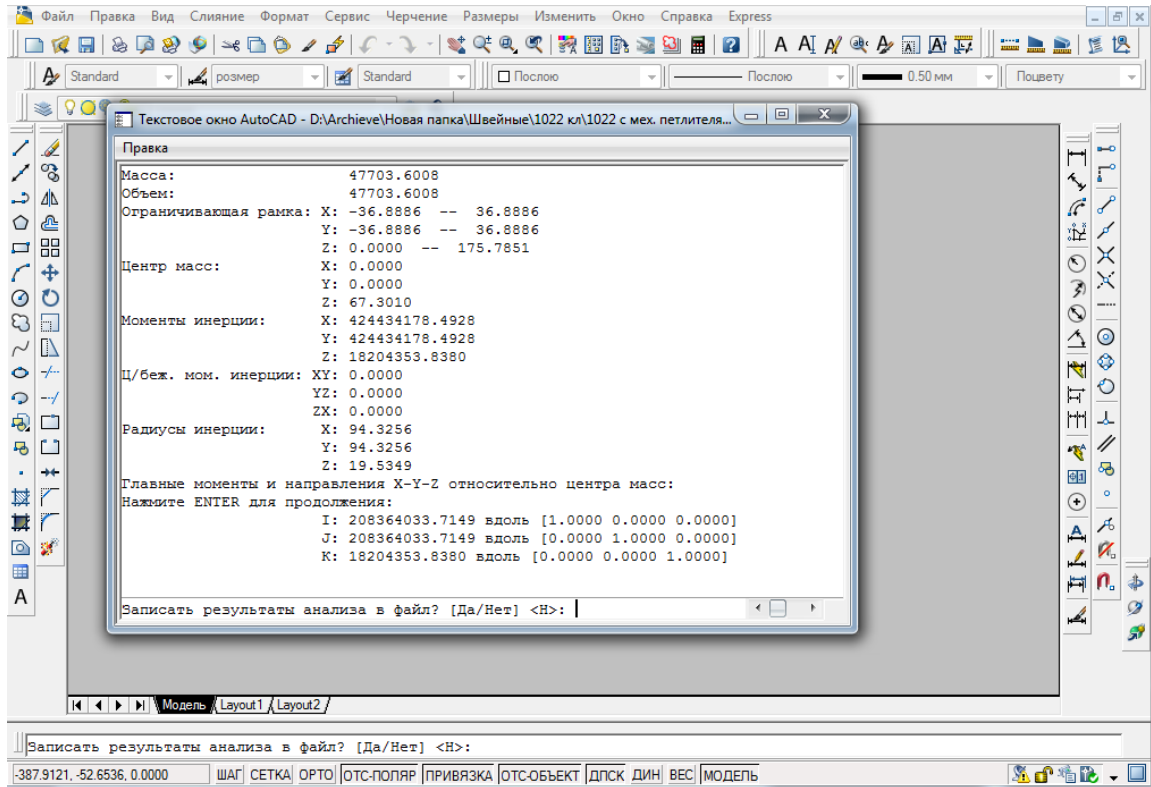 Файл Правка Вид Слияние Формат Сервис Черчение Размеры Изменить Окно Справка Express
Standard розмер Standard Послою Послою 0.50 мм Поцвету
Текстовое окно AutoCAD - D:\Archieve\Новая папка\Швейные\1022 кл\1022 с мех. петлителя...
Правка
Масса: 47703.6008
Объем: 47703.6008
Ограничивающая рамка: X: -36.8886 -- 36.8886
Y: -36.8886 -- 36.8886
Z: 0.0000 -- 175.7851
Центр масс: X: 0.0000
Y: 0.0000
Z: 67.3010
Моменты инерции: X: 424434178.4928
Y: 424434178.4928
Z: 18204353.8380
Ц/беж. мом. инерции: XY: 0.0000
YZ: 0.0000
ZX: 0.0000
Радиусы инерции: X: 94.3256
Y: 94.3256
Z: 19.5349
Главные моменты и направления X-Y-Z относительно центра масс:
Нажмите ENTER для продолжения:
I: 208364033.7149 вдоль [1.0000 0.0000 0.0000]
J: 208364033.7149 вдоль [0.0000 1.0000 0.0000]
K: 18204353.8380 вдоль [0.0000 0.0000 1.0000]
Записать результаты анализа в файл? [Да/Нет] <Н>:
Модель Layout1 Layout2
Записать результаты анализа в файл? [Да/Нет] <Н>:
-387.9121, -52.6536, 0.0000 ШАГ СЕТКА ОРТО ОТС-ПОЛЯР ПРИВЯЗКА ОТС-ОБЪЕКТ ДПСК ДИН ВЕС МОДЕЛЬ